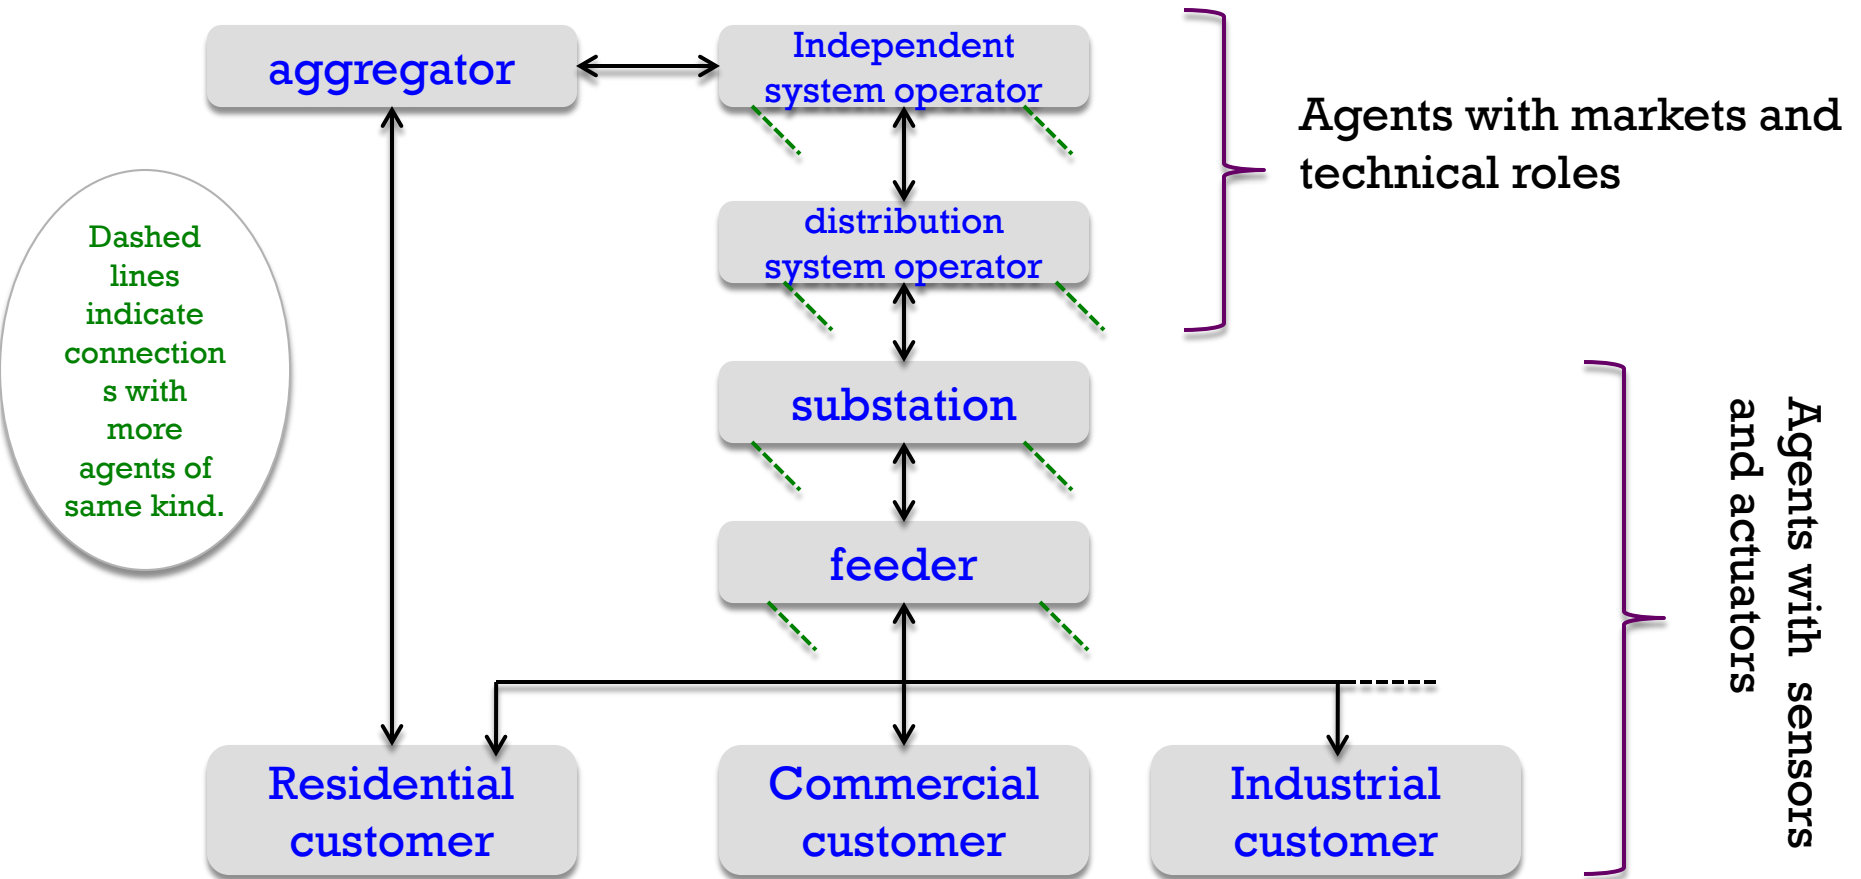 aggregator
Independent
system operator
Agents with markets and
technical roles
distribution
system operator
Dashed
lines
indicate
connection
s with
more
agents of
same kind.
substation
feeder
Agents with sensors
and actuators
Residential
customer
Commercial
customer
Industrial
customer